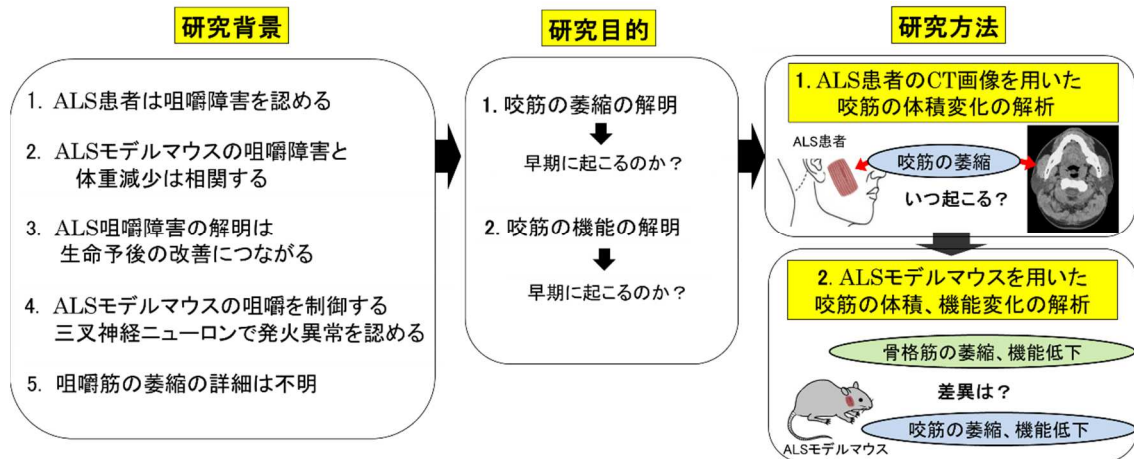 研究背景
1. ALS患者は咀嚼障害を認める
2. ALSモデルマウスの咀嚼障害と
体重減少は相関する
3. ALS咀嚼障害の解明は
生命予後の改善につながる
4. ALSモデルマウスの咀嚼を制御する
三叉神経ニューロンで発火異常を認める
5. 咀嚼筋の萎縮の詳細は不明
研究目的
1. 咬筋の萎縮の解明
早期に起こるのか？
2. 咬筋の機能の解明
早期に起こるのか？
研究方法
1. ALS患者のCT画像を用いた
咬筋の体積変化の解析
ALS患者
咬筋の萎縮
いつ起こる？
2. ALSモデルマウスを用いた
咬筋の体積、機能変化の解析
骨格筋の萎縮、機能低下
差異は？
咬筋の萎縮、機能低下
ALSモデルマウス